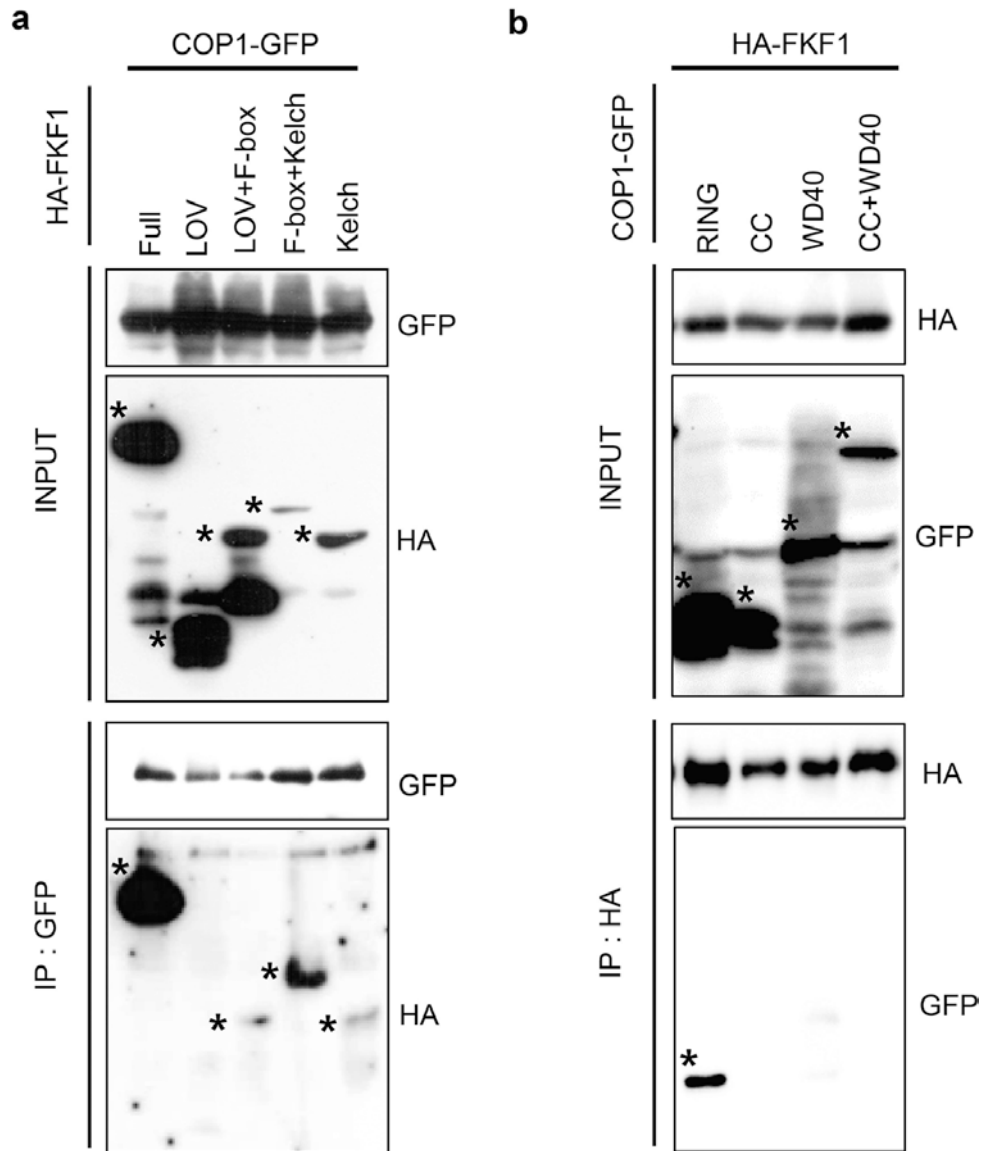 a
COP1-GFP
HA-FKF1
Full
LOV
LOV+F-box
F-box+Kelch
Kelch
INPUT
GFP
*
*
*
*
*
HA
IP : GFP
GFP
*
*
*
*
HA
b
HA-FKF1
COP1-GFP
RING
CC
WD40
CC+WD40
INPUT
HA
*
*
*
*
GFP
IP : HA
HA
*
GFP